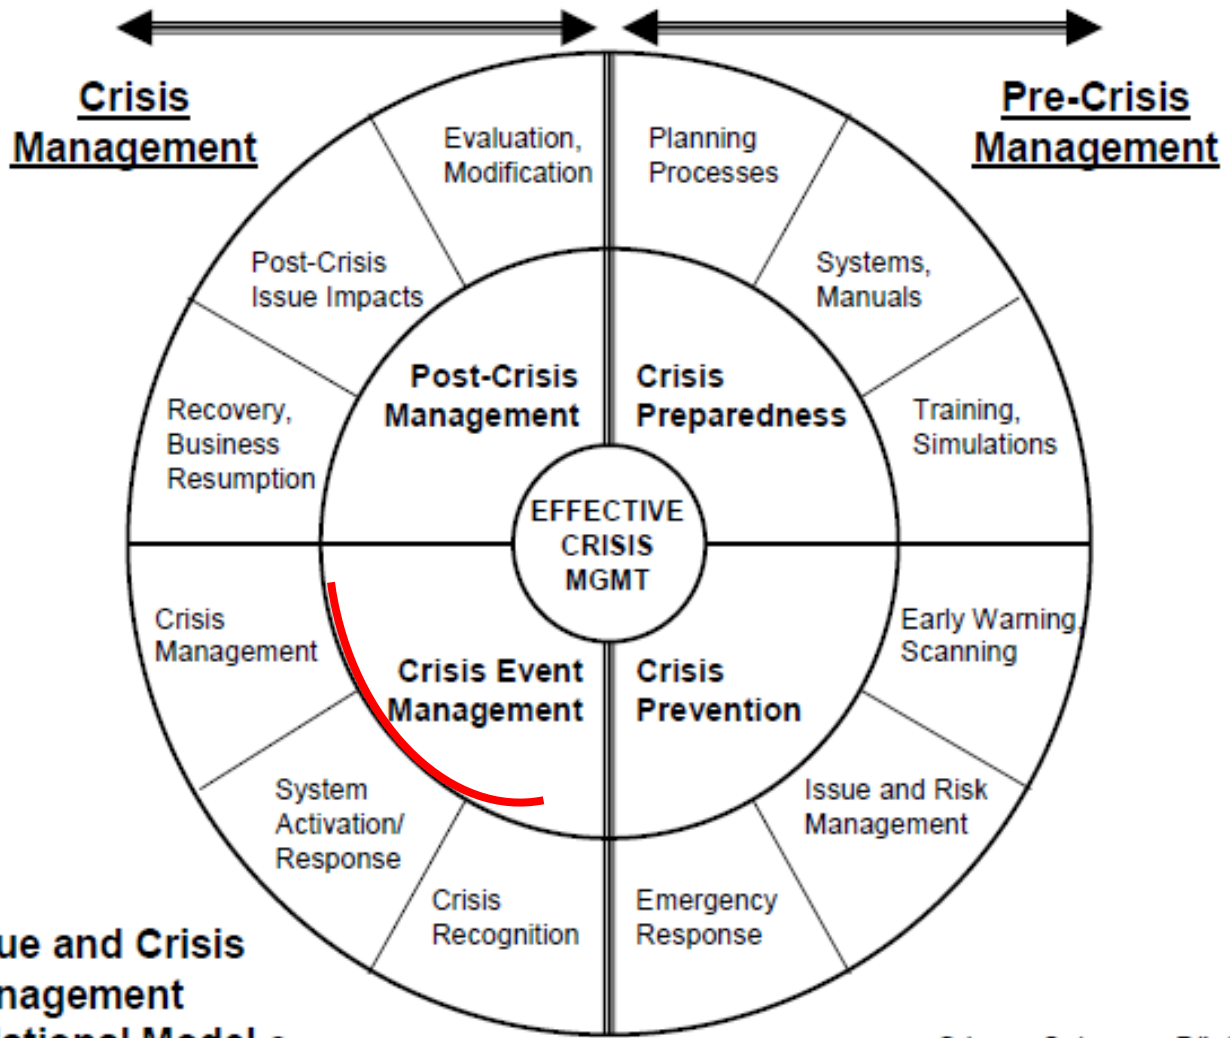 Crisis
Management
Pre-Crisis
Management
Evaluation,
Modification
Planning
Processes
Post-Crisis
Issue Impacts
Systems,
Manuals
Post-Crisis
Management
Crisis
Preparedness
Recovery,
Business
Resumption
Training,
Simulations
EFFECTIVE
CRISIS
MGMT
Crisis
Management
Early Warning,
Scanning
Crisis Event
Management
Crisis
Prevention
System
Activation/
Response
Issue and Risk
Management
Crisis
Recognition
Emergency
Response
ue and Crisis
nagement